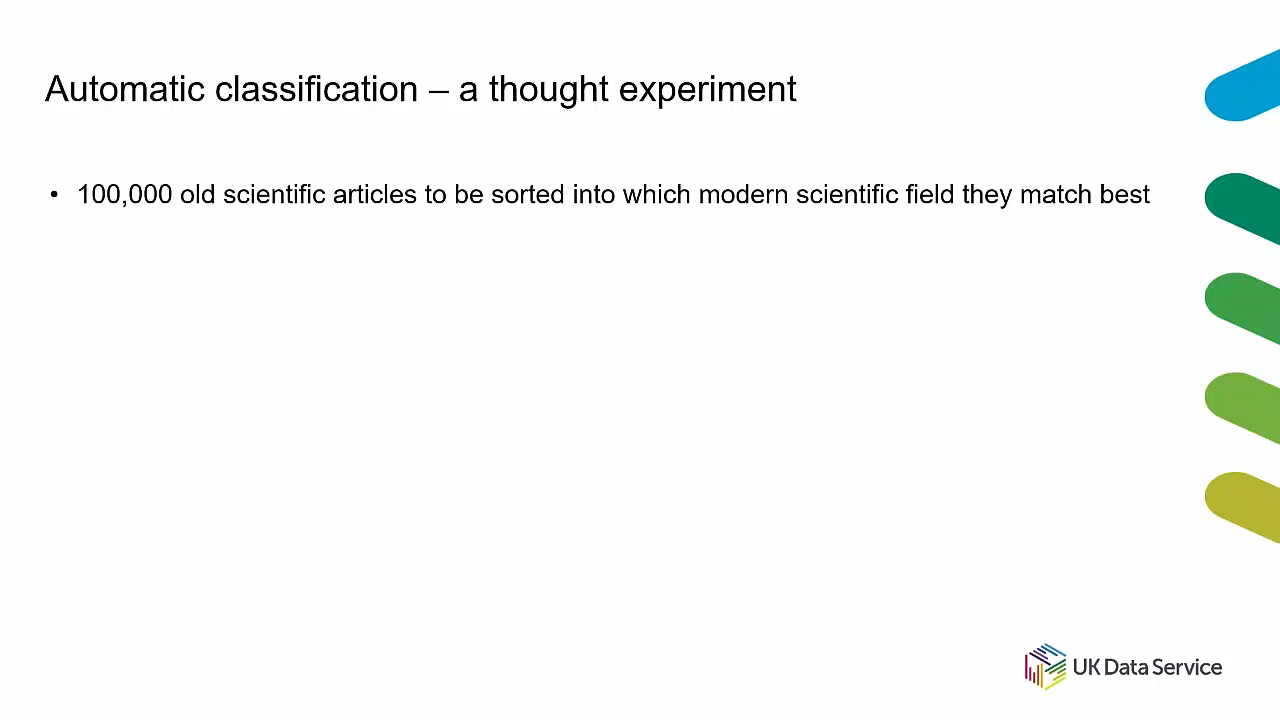 Automatic classification – a thought experiment
• 100,000 old scientific articles to be sorted into which modern scientific field they match best
UK Data Service